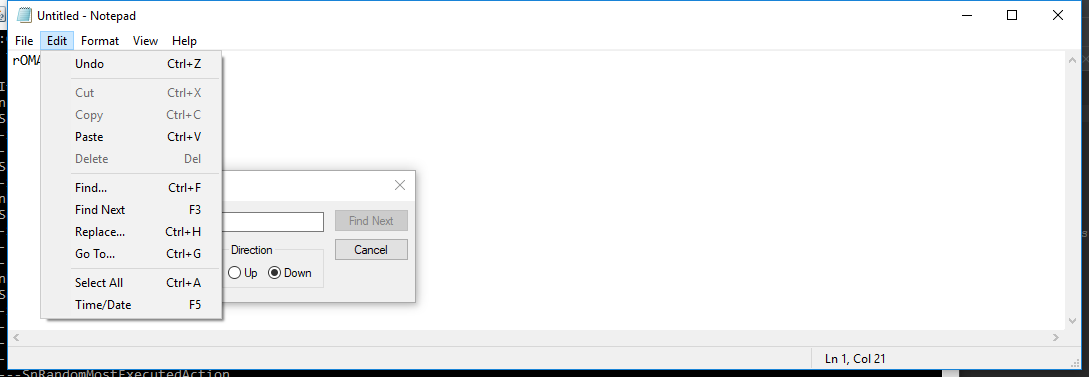 Untitled - Notepad
File Edit Format View Help
rOMA
Undo Ctrl+Z
Cut Ctrl+X
Copy Ctrl+C
Paste Ctrl+V
Delete Del
Find... Ctrl+F
Find Next F3
Replace... Ctrl+H
Go To... Ctrl+G
Select All Ctrl+A
Time/Date F5
Find Next
Direction
Cancel
Up Down
Ln 1, Col 21
---SnRandomMostExecutedAction